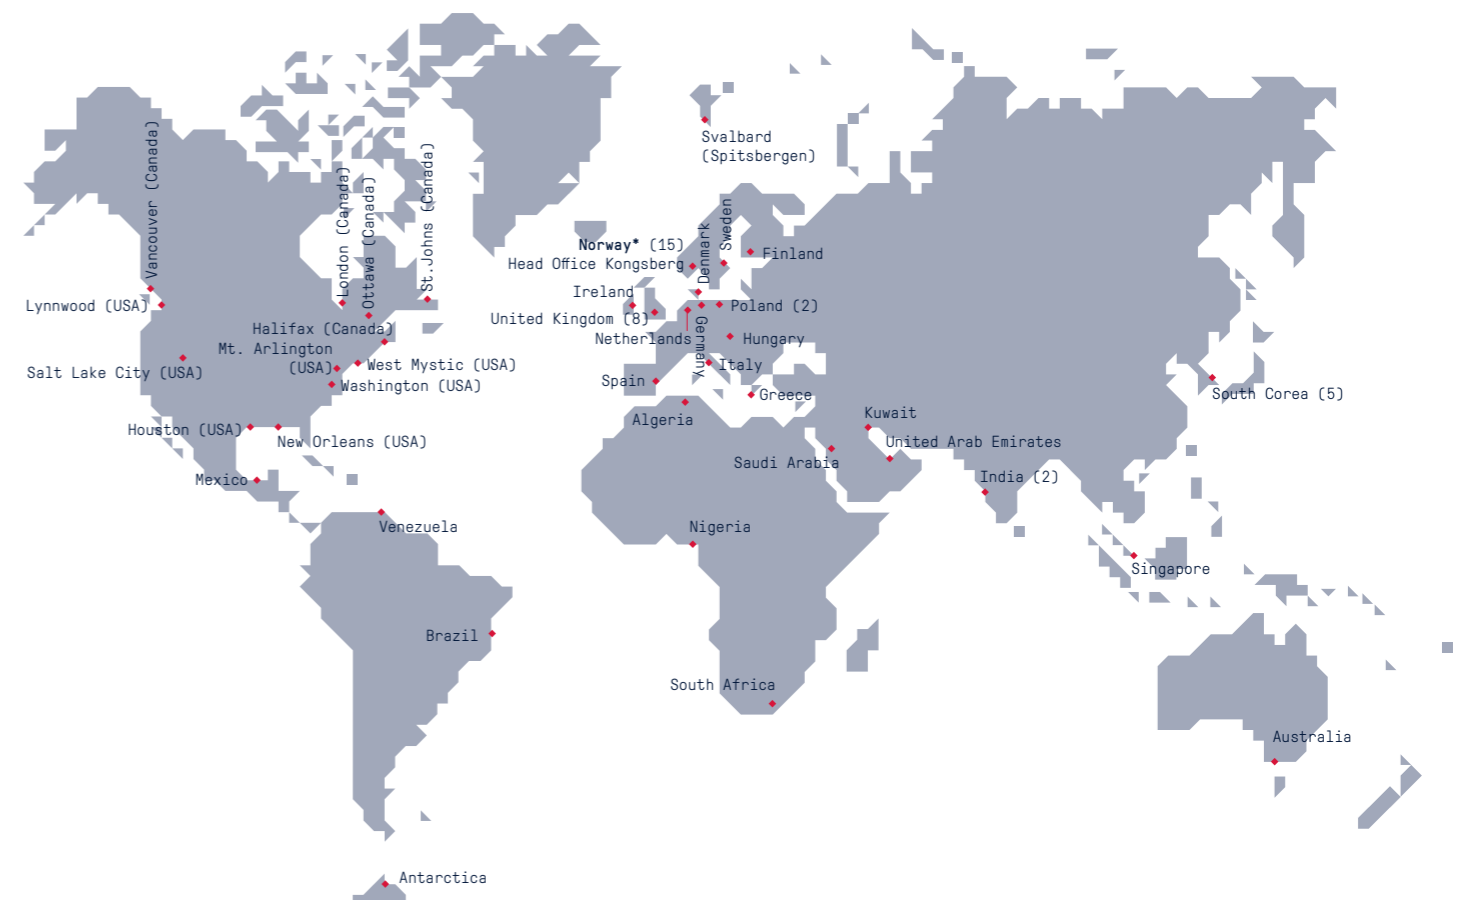 Vancouver (Canada)
London (Canada)
Ottawa (Canada)
St.Johns (Canada)
Lynnwood (USA)
Halifax (Canada)
Mt. Arlington
(USA)
West Mystic (USA)
Salt Lake City (USA)
Washington (USA)
Houston (USA)
New Orleans (USA)
Mexico
Venezuela
Brazil
Antarctica
Svalbard
(Spitsbergen)
Norway* (15)
Head Office Kongsberg
Denmark
Sweden
Finland
Ireland
United Kingdom (8)
Netherlands
Germany
Poland (2)
Hungary
Italy
Spain
Greece
Algeria
Kuwait
United Arab Emirates
Saudi Arabia
India (2)
Nigeria
South Africa
South Corea (5)
Singapore
Australia